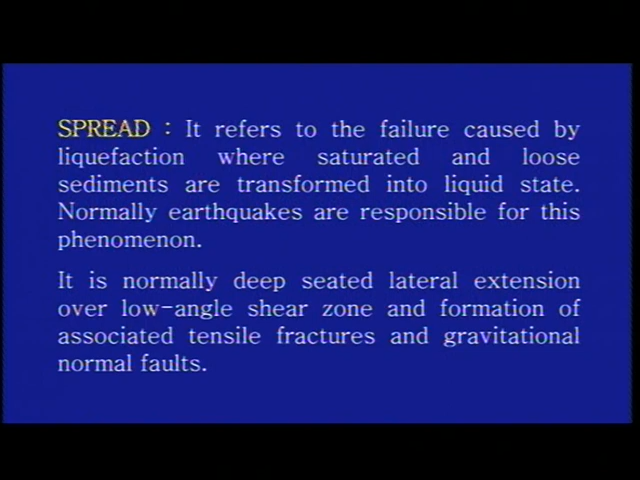 SPREAD : It refers to the failure caused by
liquefaction where saturated and loose
sediments are transformed into liquid state.
Normally earthquakes are responsible for this
phenomenon.
It is normally deep seated lateral extension
over low-angle shear zone and formation of
associated tensile fractures and gravitational
normal faults.